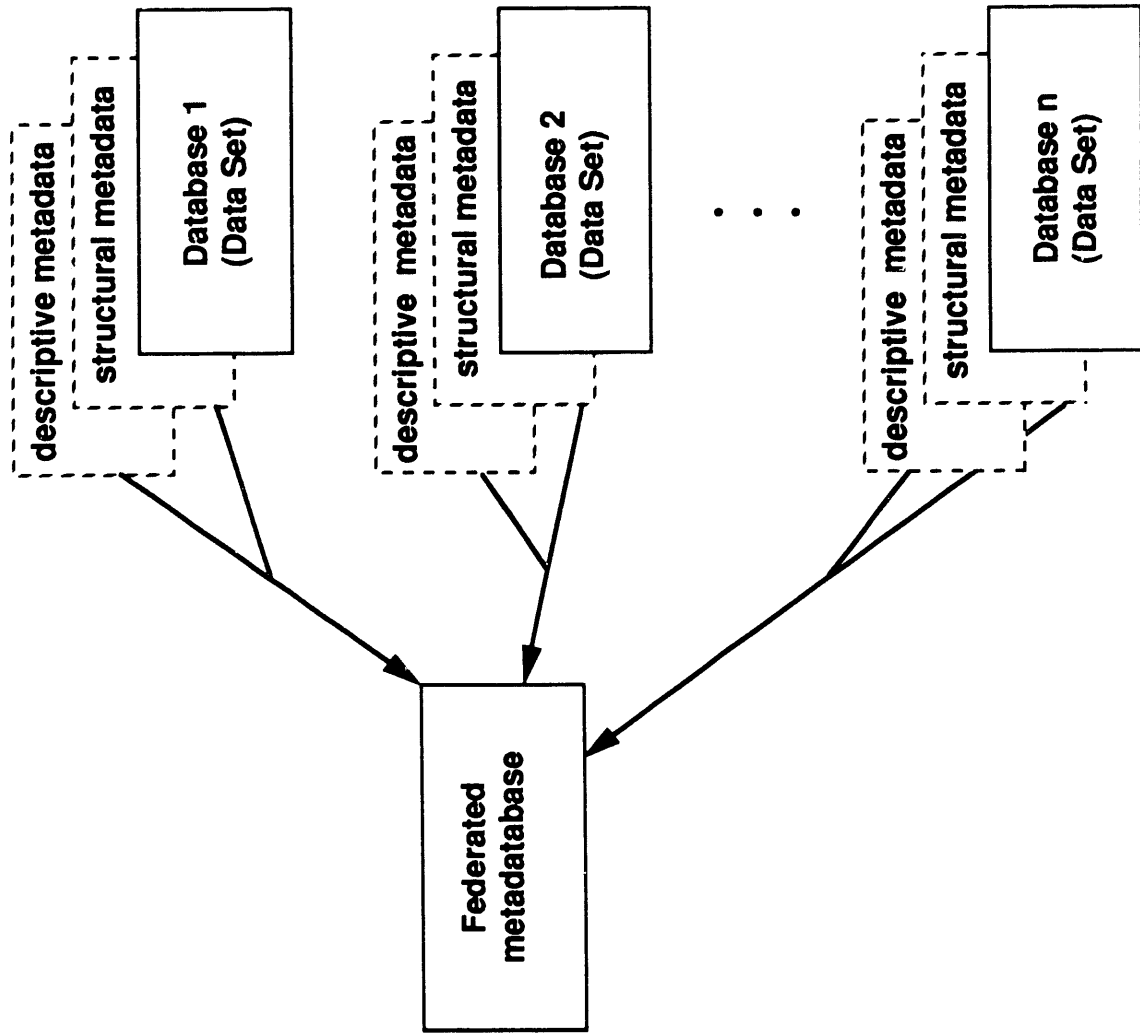 descriptive metadata
structural metadata
Database 1
(Data Set)
descriptive metadata
structural metadata
Database 2
(Data Set)
. . .
descriptive metadata
structural metadata
Database n
(Data Set)
Federated
metadatabase